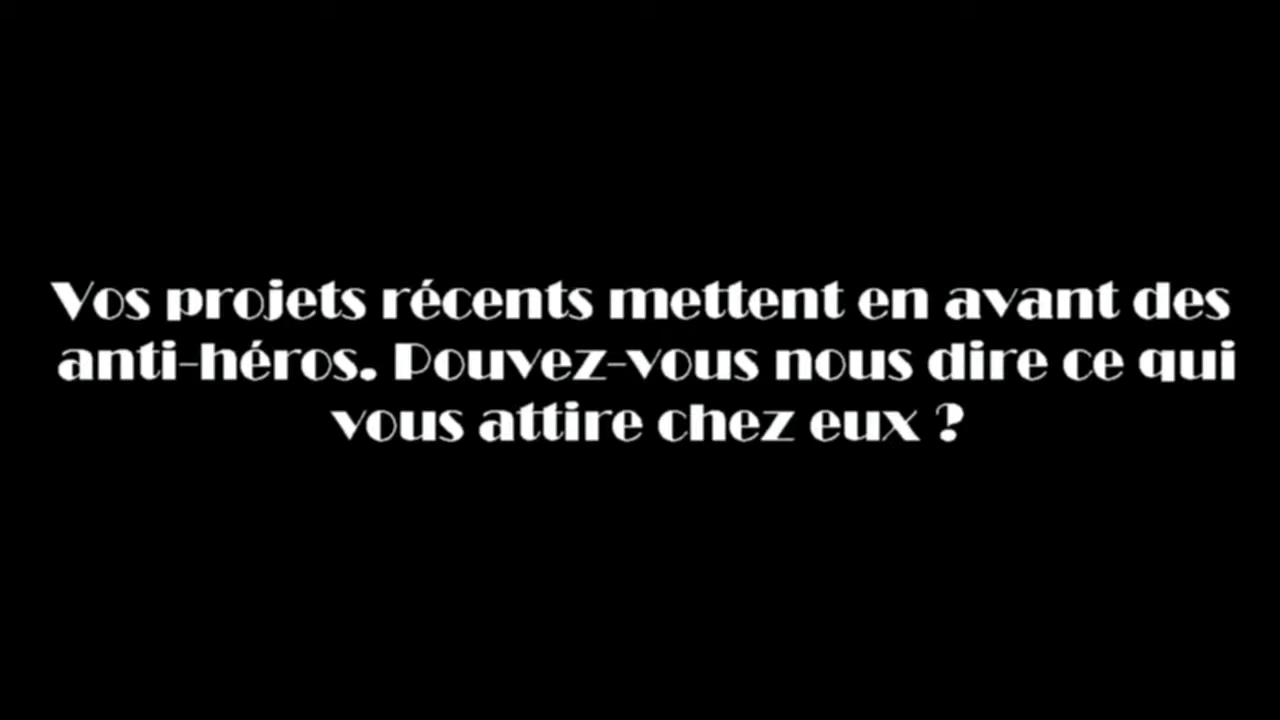 Vos projets récents mettent en avant des
anti-héros. Pouvez-vous nous dire ce qui
vous attire chez eux ?